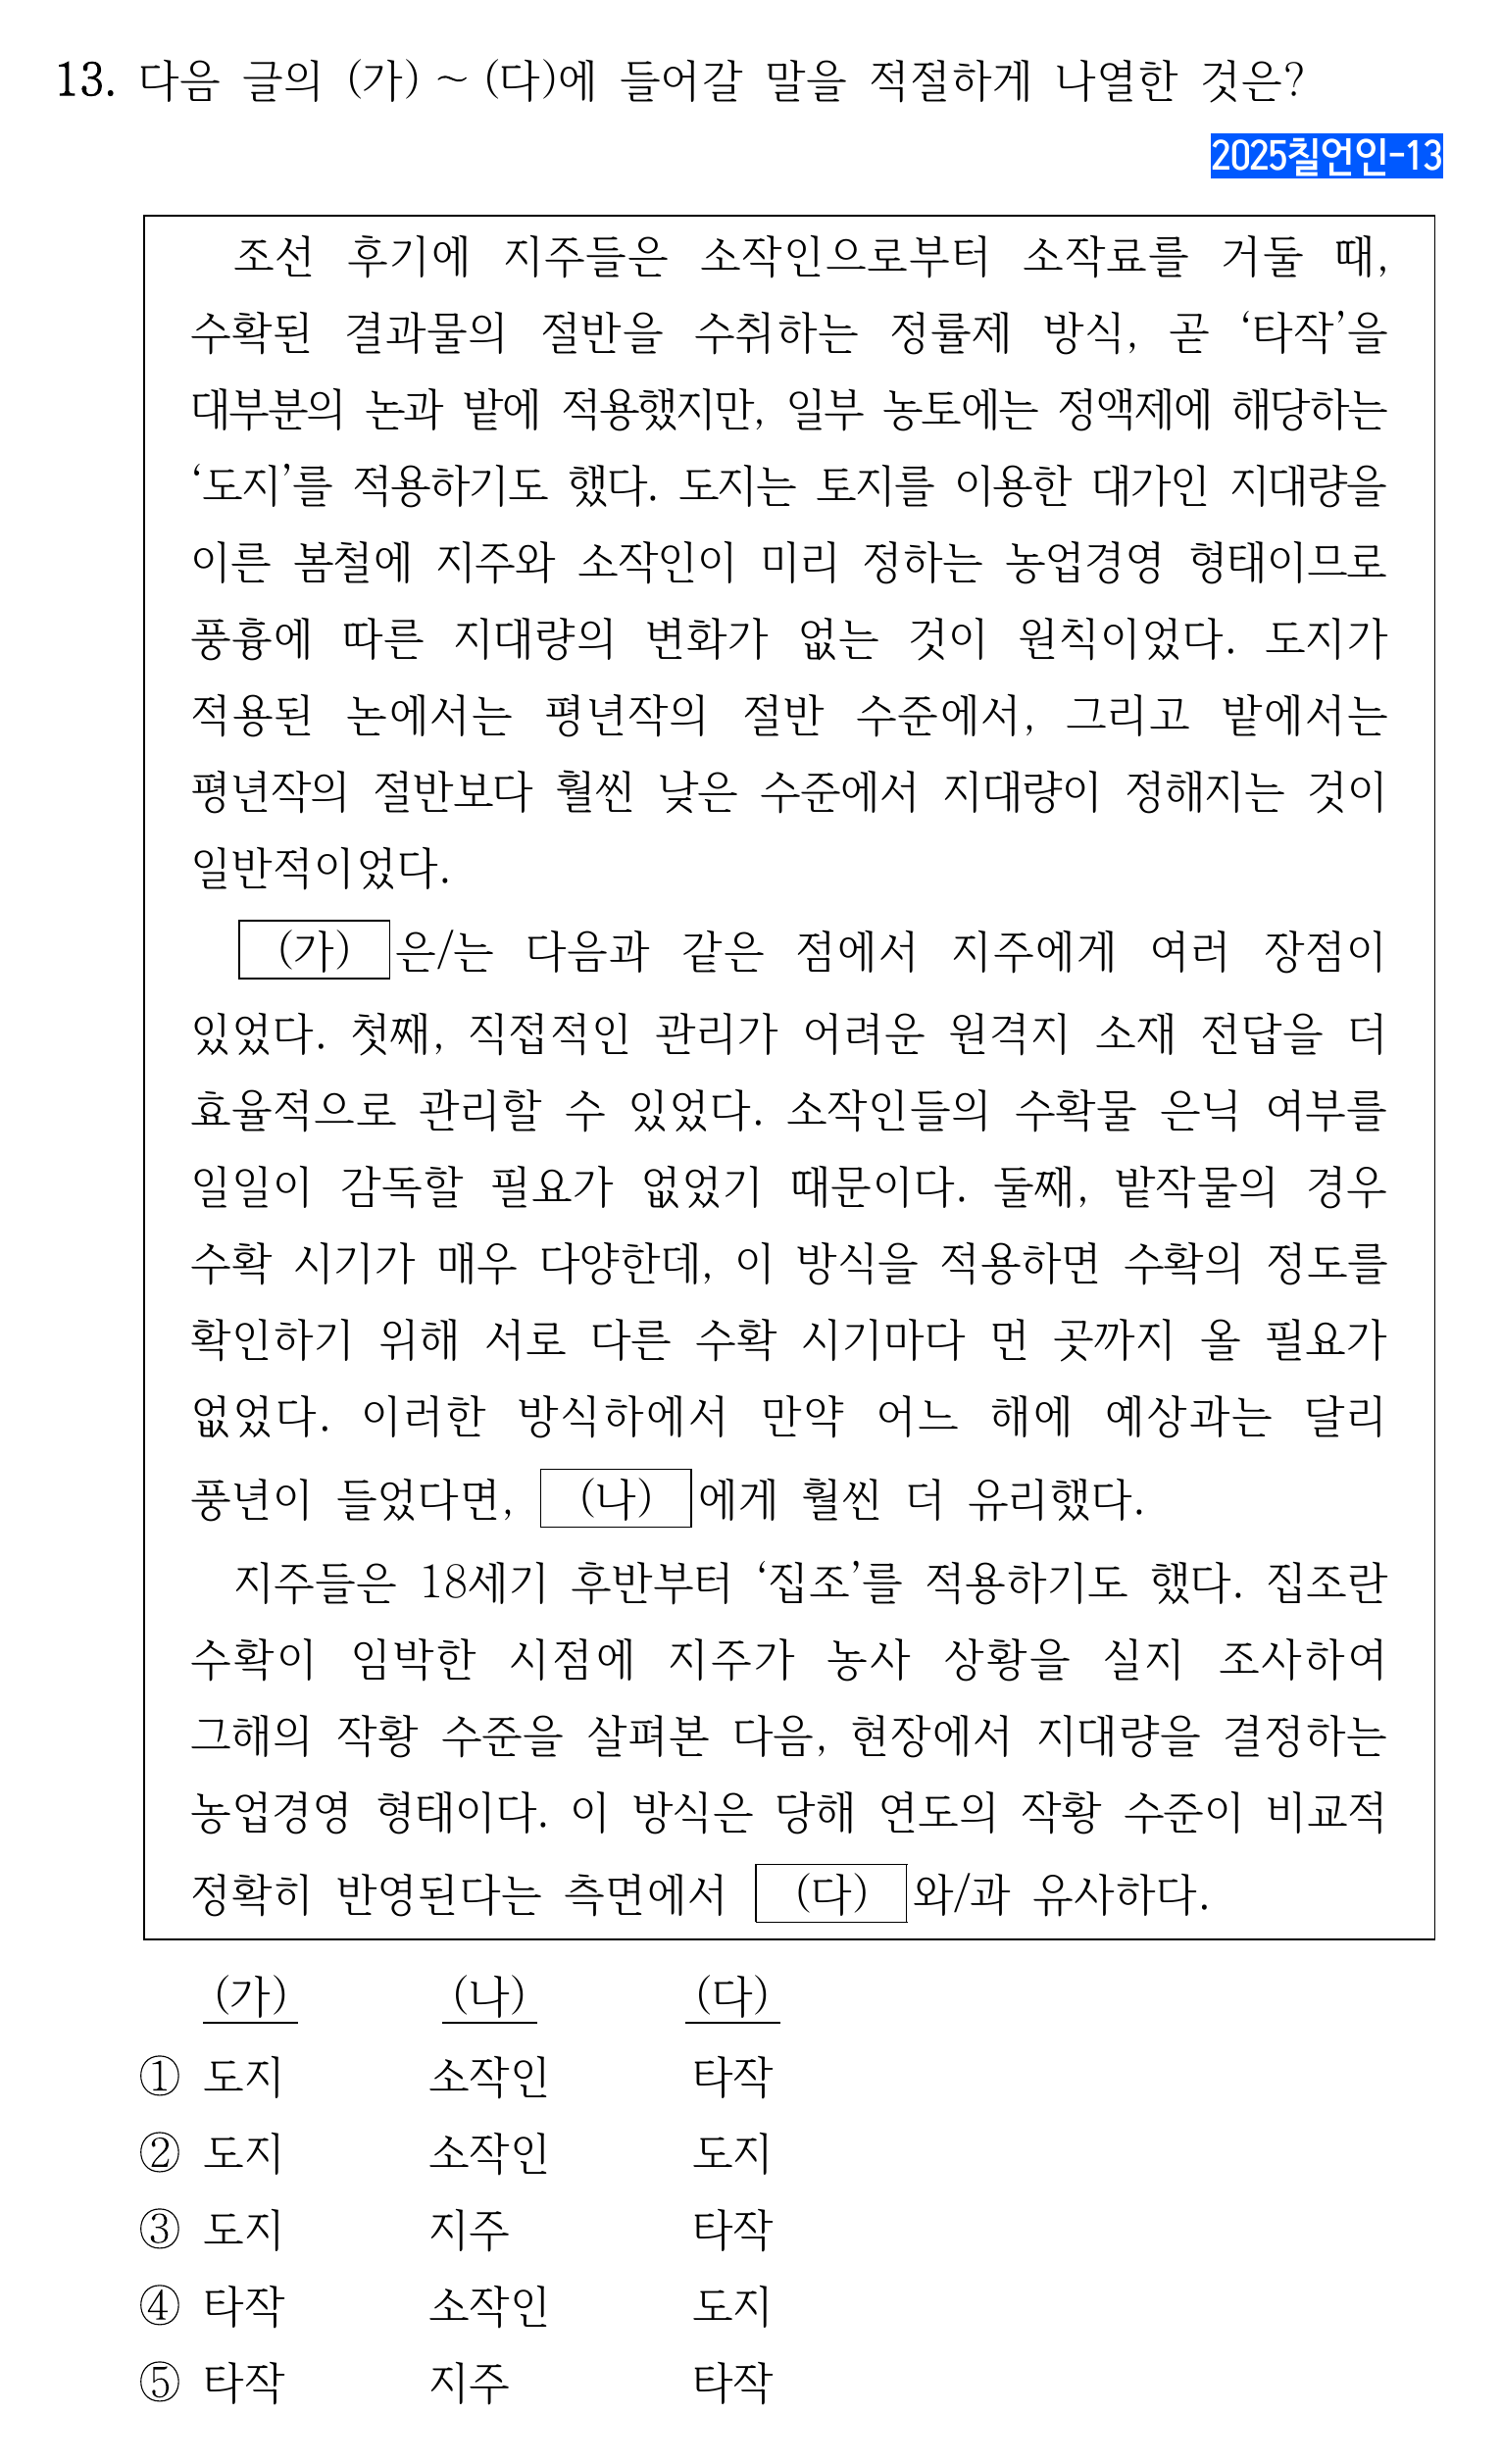 13. 다음 글의 (가) ~ (다)에 들어갈 말을 적절하게 나열한 것은?
2025칠언인-13
조선 후기에 지주들은 소작인으로부터 소작료를 거둘 때,
수확된 결과물의 절반을 수취하는 정률제 방식, 곧 ‘타작’을
대부분의 논과 밭에 적용했지만, 일부 농토에는 정액제에 해당하는
‘도지’를 적용하기도 했다. 도지는 토지를 이용한 대가인 지대량을
이른 봄철에 지주와 소작인이 미리 정하는 농업경영 형태이므로
풍흉에 따른 지대량의 변화가 없는 것이 원칙이었다. 도지가
적용된 논에서는 평년작의 절반 수준에서, 그리고 밭에서는
평년작의 절반보다 훨씬 낮은 수준에서 지대량이 정해지는 것이
일반적이었다.
(가) 은/는 다음과 같은 점에서 지주에게 여러 장점이
있었다. 첫째, 직접적인 관리가 어려운 원격지 소재 전답을 더
효율적으로 관리할 수 있었다. 소작인들의 수확물 은닉 여부를
일일이 감독할 필요가 없었기 때문이다. 둘째, 밭작물의 경우
수확 시기가 매우 다양한데, 이 방식을 적용하면 수확의 정도를
확인하기 위해 서로 다른 수확 시기마다 먼 곳까지 올 필요가
없었다. 이러한 방식하에서 만약 어느 해에 예상과는 달리
풍년이 들었다면, (나) 에게 훨씬 더 유리했다.
지주들은 18세기 후반부터 ‘집조’를 적용하기도 했다. 집조란
수확이 임박한 시점에 지주가 농사 상황을 실지 조사하여
그해의 작황 수준을 살펴본 다음, 현장에서 지대량을 결정하는
농업경영 형태이다. 이 방식은 당해 연도의 작황 수준이 비교적
정확히 반영된다는 측면에서 (다) 와/과 유사하다.
(가) (나) (다)
① 도지 소작인 타작
② 도지 소작인 도지
③ 도지 지주 타작
④ 타작 소작인 도지
⑤ 타작 지주 타작